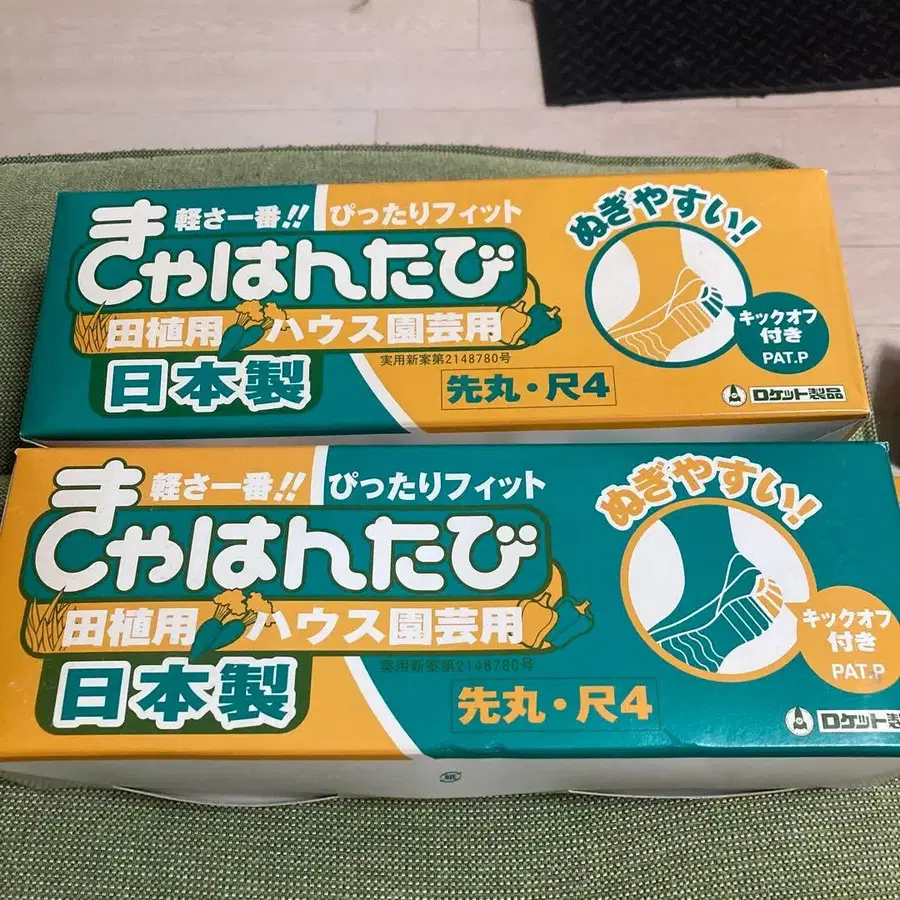 軽さ一番!!
ぴったりフィット
きゃはんたび
田植用 ハウス園芸用
実用新案第2148780号
日本製
先丸・尺4
ぬぎやすい!
キックオフ
付き
PAT.P
ロケット製品
軽さ一番!!
ぴったりフィット
きゃはんたび
田植用 ハウス園芸用
実用新案第2148780号
日本製
先丸・尺4
ぬぎやすい!
キックオフ
付き
PAT.P
ロケット製
紙